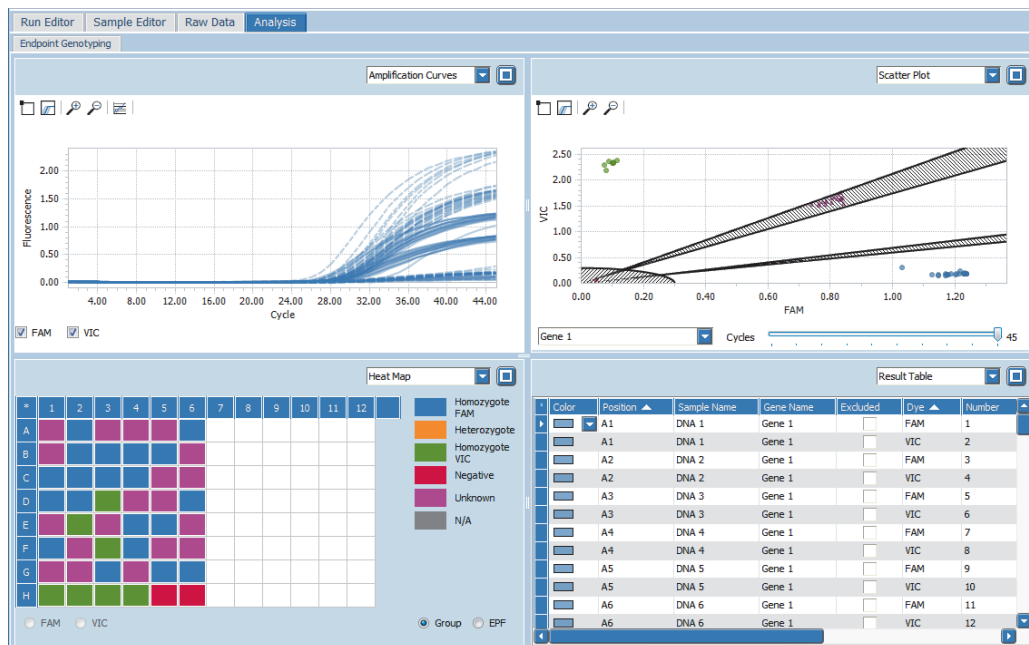 Run Editor Sample Editor Raw Data Analysis
Endpoint Genotyping
Amplification Curves
Fluorescence
2.00
1.50
1.00
0.50
0.00
4.00 8.00 12.00 16.00 20.00 24.00 28.00 32.00 36.00 40.00 44.00
Cycle
FAM VIC
Scatter Plot
VIC
2.50
2.00
1.50
1.00
0.50
0.00
0.00 0.20 0.40 0.60 0.80 1.00 1.20
FAM
Gene 1 Cycles 45
Heat Map
* 1 2 3 4 5 6 7 8 9 10 11 12
A
B
C
D
E
F
G
H
Homozygote
FAM
Heterozygote
Homozygote
VIC
Negative
Unknown
N/A
FAM VIC Group EPF
Result Table
* Color Position Sample Name Gene Name Excluded Dye Number
A1 DNA 1 Gene 1 FAM 1
A1 DNA 1 Gene 1 VIC 2
A2 DNA 2 Gene 1 FAM 3
A2 DNA 2 Gene 1 VIC 4
A3 DNA 3 Gene 1 FAM 5
A3 DNA 3 Gene 1 VIC 6
A4 DNA 4 Gene 1 FAM 7
A4 DNA 4 Gene 1 VIC 8
A5 DNA 5 Gene 1 FAM 9
A5 DNA 5 Gene 1 VIC 10
A6 DNA 6 Gene 1 FAM 11
A6 DNA 6 Gene 1 VIC 12